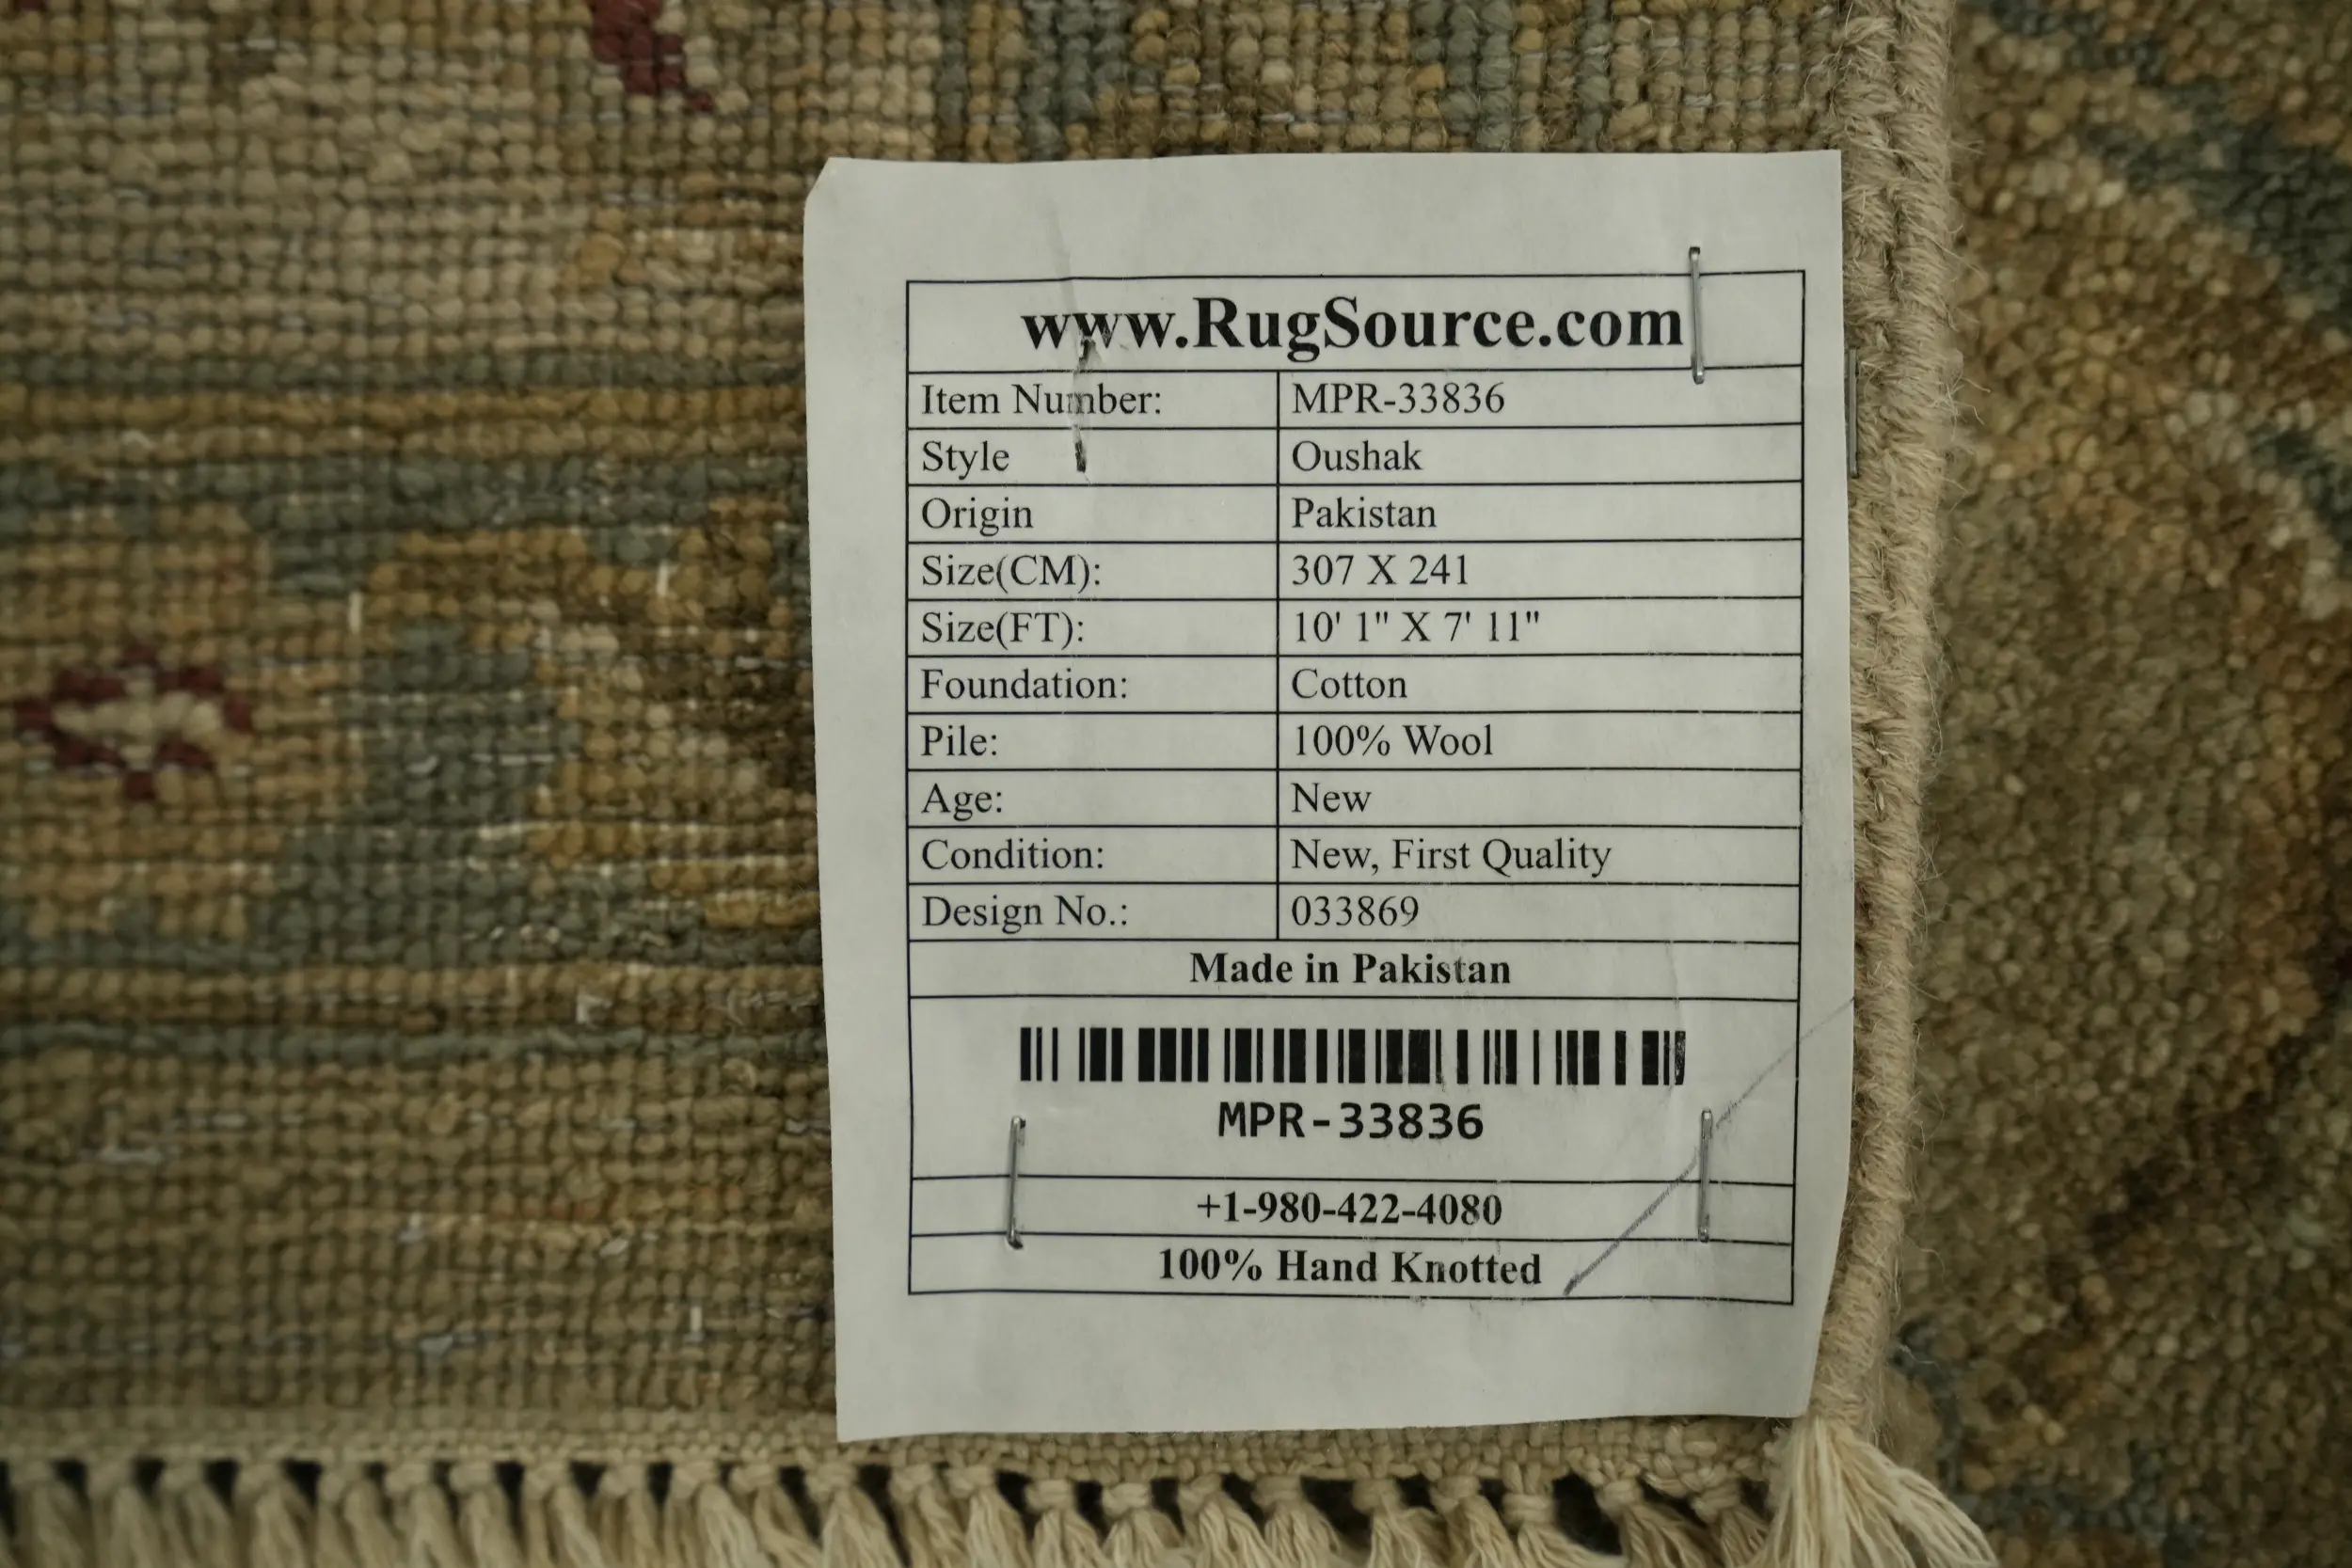 www.RugSource.com
Item Number: MPR-33836
Style Oushak
Origin Pakistan
Size(CM): 307 X 241
Size(FT): 10' 1" X 7' 11"
Foundation: Cotton
Pile: 100% Wool
Age: New
Condition: New, First Quality
Design No.: 033869
Made in Pakistan
MPR-33836
+1-980-422-4080
100% Hand Knotted